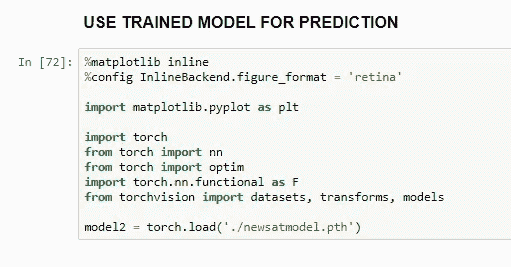 USE TRAINED MODEL FOR PREDICTION
In [72]: %matplotlib inline
%config InlineBackend.figure_format = 'retina'
import matplotlib.pyplot as plt
import torch
from torch import nn
from torch import optim
import torch.nn.functional as F
from torchvision import datasets, transforms, models
model2 = torch.load('./newsatmodel.pth')